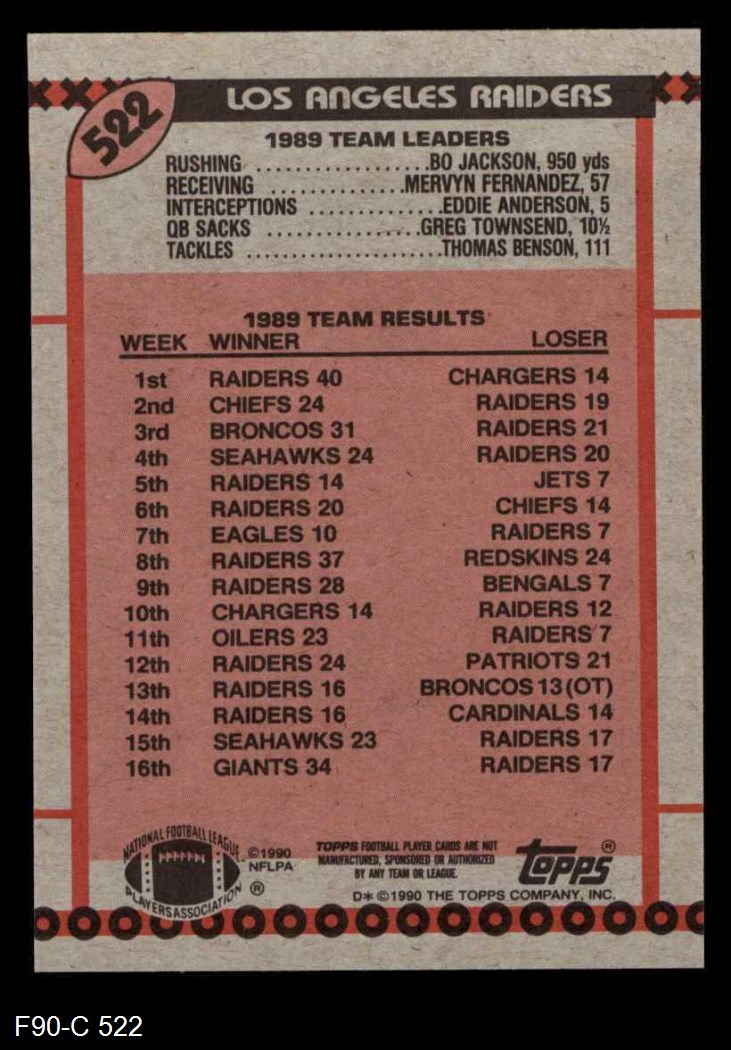 522
LOS ANGELES RAIDERS
1989 TEAM LEADERS
RUSHING ..................BO JACKSON, 950 yds
RECEIVING ..............MERVYN FERNANDEZ, 57
INTERCEPTIONS ..............EDDIE ANDERSON, 5
QB SACKS ................GREG TOWNSEND, 10½
TACKLES ....................THOMAS BENSON, 111
1989 TEAM RESULTS
WEEK WINNER LOSER
1st RAIDERS 40 CHARGERS 14
2nd CHIEFS 24 RAIDERS 19
3rd BRONCOS 31 RAIDERS 21
4th SEAHAWKS 24 RAIDERS 20
5th RAIDERS 14 JETS 7
6th RAIDERS 20 CHIEFS 14
7th EAGLES 10 RAIDERS 7
8th RAIDERS 37 REDSKINS 24
9th RAIDERS 28 BENGALS 7
10th CHARGERS 14 RAIDERS 12
11th OILERS 23 RAIDERS 7
12th RAIDERS 24 PATRIOTS 21
13th RAIDERS 16 BRONCOS 13 (OT)
14th RAIDERS 16 CARDINALS 14
15th SEAHAWKS 23 RAIDERS 17
16th GIANTS 34 RAIDERS 17
NATIONAL FOOTBALL LEAGUE
PLAYERS ASSOCIATION ®
©1990
NFLPA
TOPPS FOOTBALL PLAYER CARDS ARE NOT
MANUFACTURED, SPONSORED OR AUTHORIZED
BY ANY TEAM OR LEAGUE.
topps ®
D* © 1990 THE TOPPS COMPANY, INC.
F90-C 522